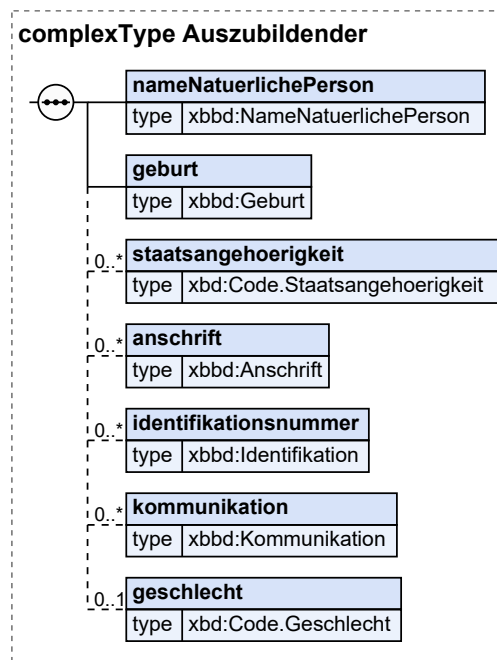 complexType Auszubildender
nameNatuerlichePerson
type xbbd:NameNatuerlichePerson
geburt
type xbbd:Geburt
0..* staatsangehoerigkeit
type xbd:Code.Staatsangehoerigkeit
0..* anschrift
type xbbd:Anschrift
0..* identifikationsnummer
type xbbd:Identifikation
0..* kommunikation
type xbbd:Kommunikation
0..1 geschlecht
type xbd:Code.Geschlecht